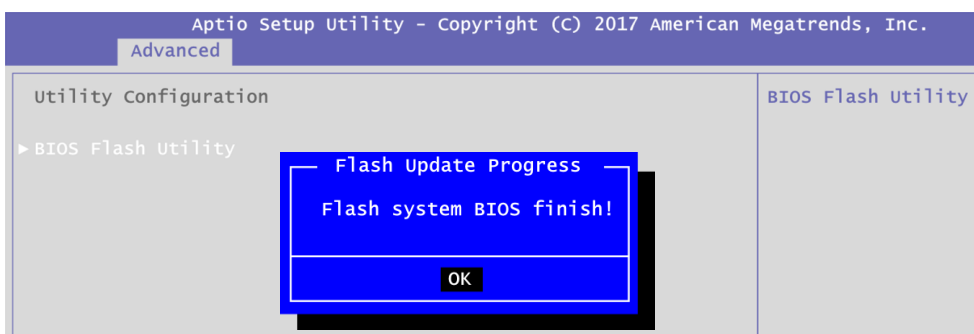 Aptio Setup Utility – Copyright (C) 2017 American Megatrends, Inc.
Advanced
Utility Configuration
BIOS Flash Utility
►BIOS Flash Utility
Flash Update Progress
Flash system BIOS finish!
OK